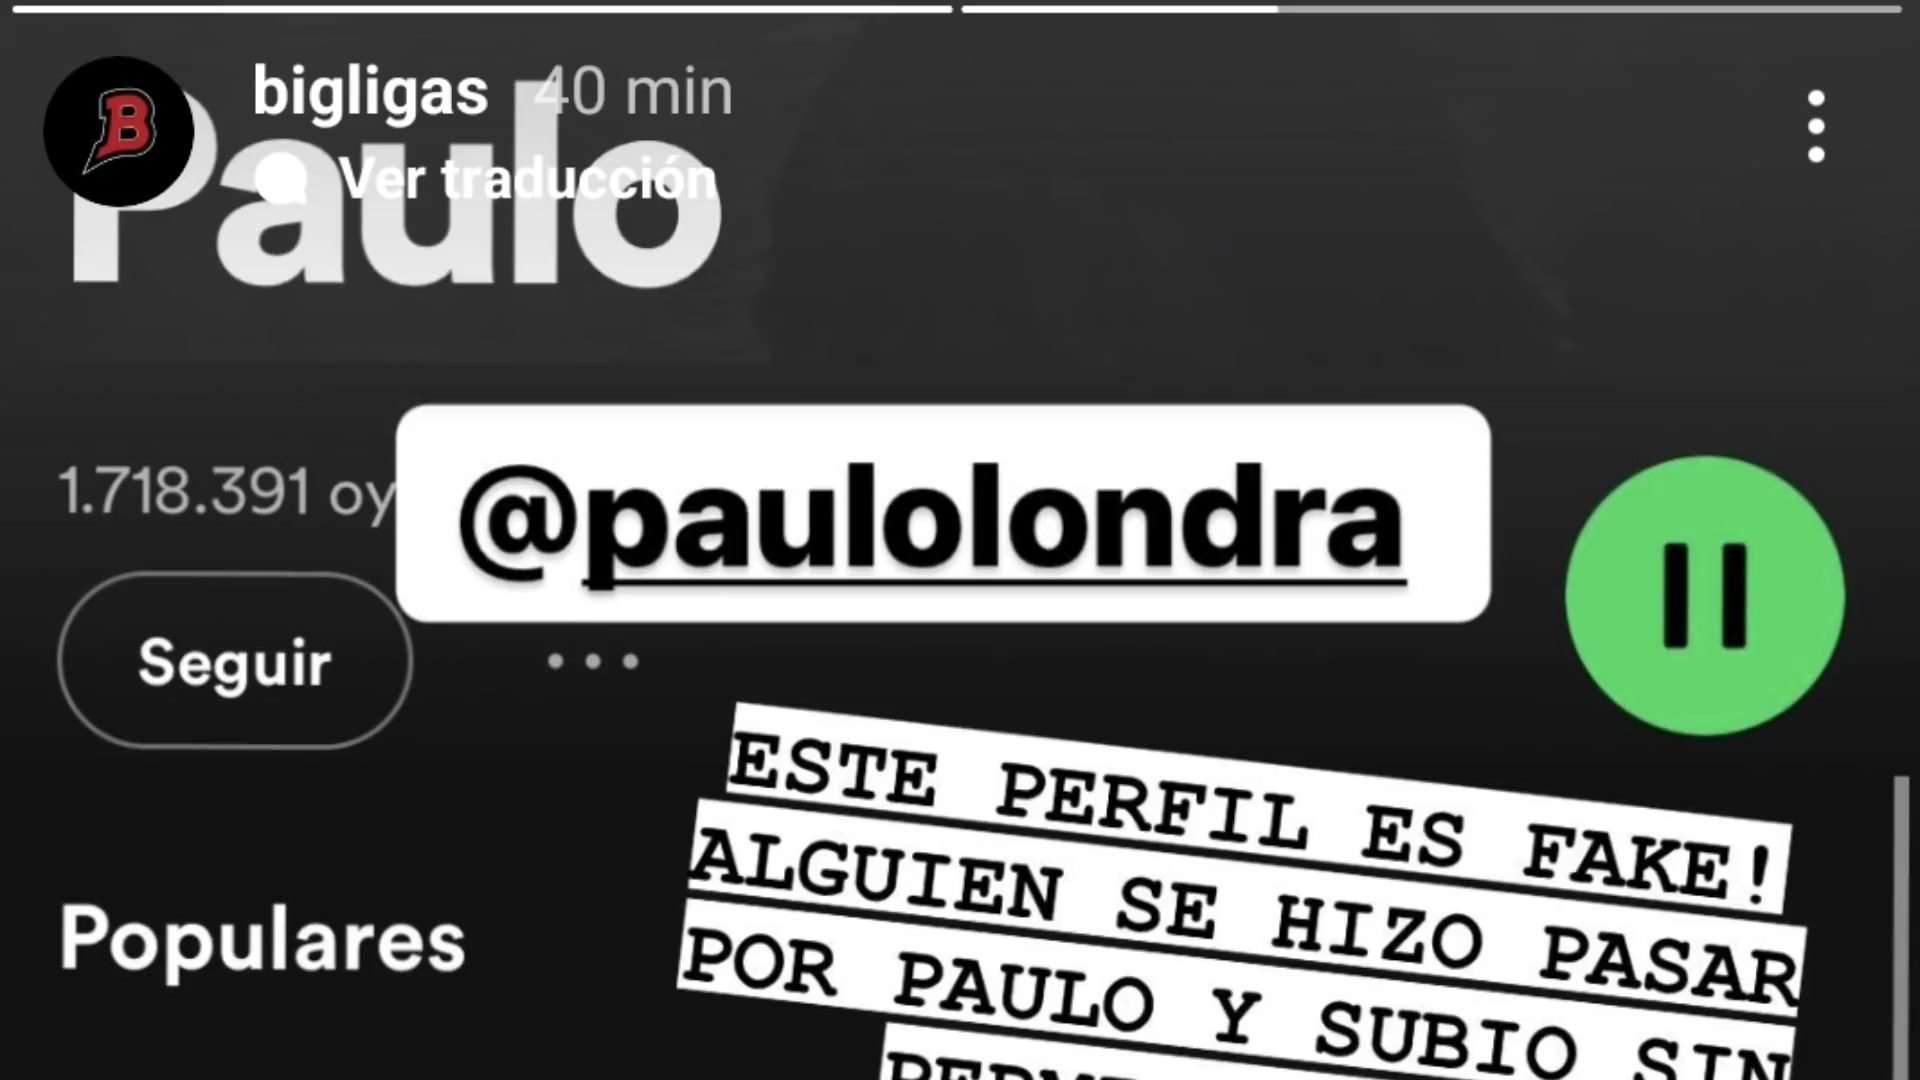 bigligas 40 min
Ver traducción
Paulo
@paulolondra
1.718.391 oy
Seguir
Populares
ESTE PERFIL ES FAKE!
ALGUIEN SE HIZO PASAR
POR PAULO Y SUBIO SIN